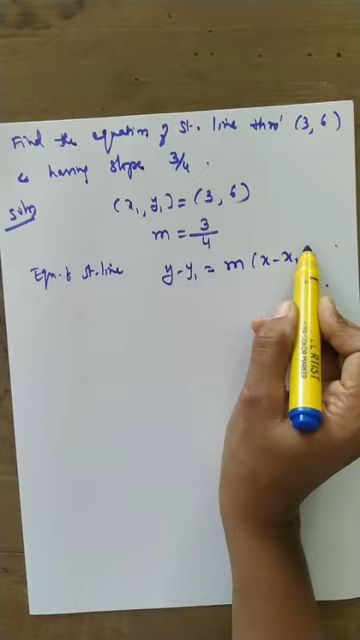 Find the equation of St. line thro' (3, 6)
& having slope 3/4.
Soln
(x₁, y₁) = (3, 6)
m = 3/4
Eqn. of st. line y - y₁ = m (x - x₁